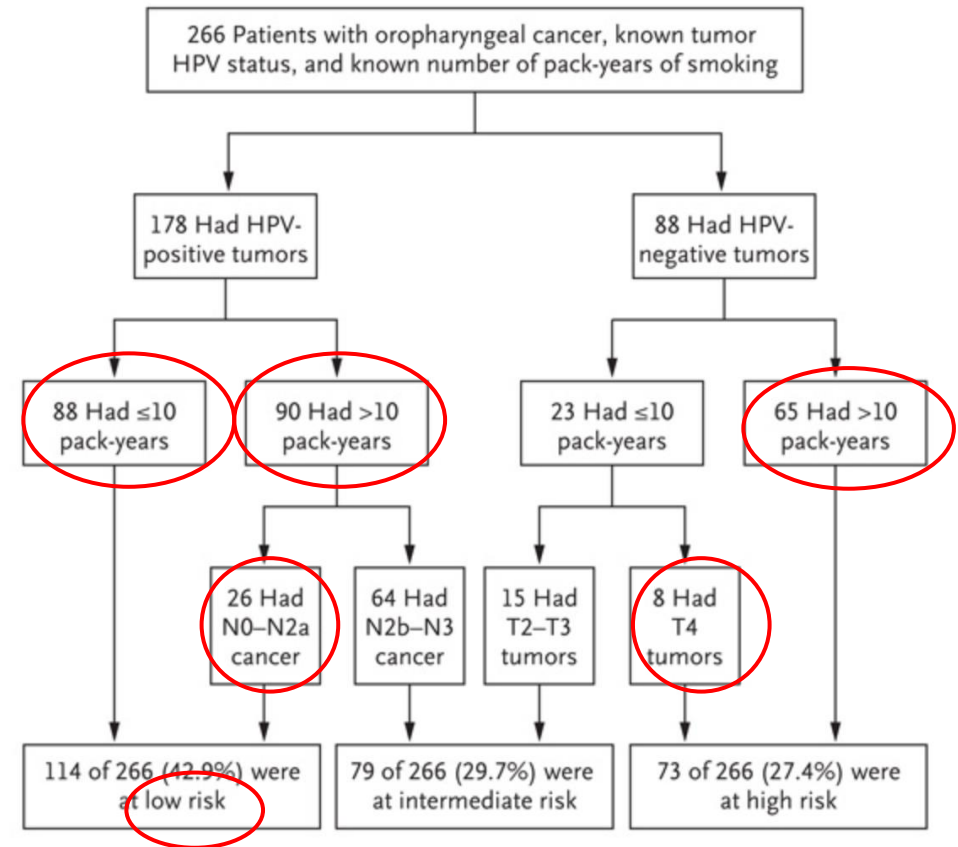 266 Patients with oropharyngeal cancer, known tumor
HPV status, and known number of pack-years of smoking
178 Had HPV-
positive tumors
88 Had HPV-
negative tumors
88 Had ≤10
pack-years
90 Had >10
pack-years
23 Had ≤10
pack-years
65 Had >10
pack-years
26 Had
N0–N2a
cancer
64 Had
N2b–N3
cancer
15 Had
T2–T3
tumors
8 Had
T4
tumors
114 of 266 (42.9%) were
at low risk
79 of 266 (29.7%) were
at intermediate risk
73 of 266 (27.4%) were
at high risk